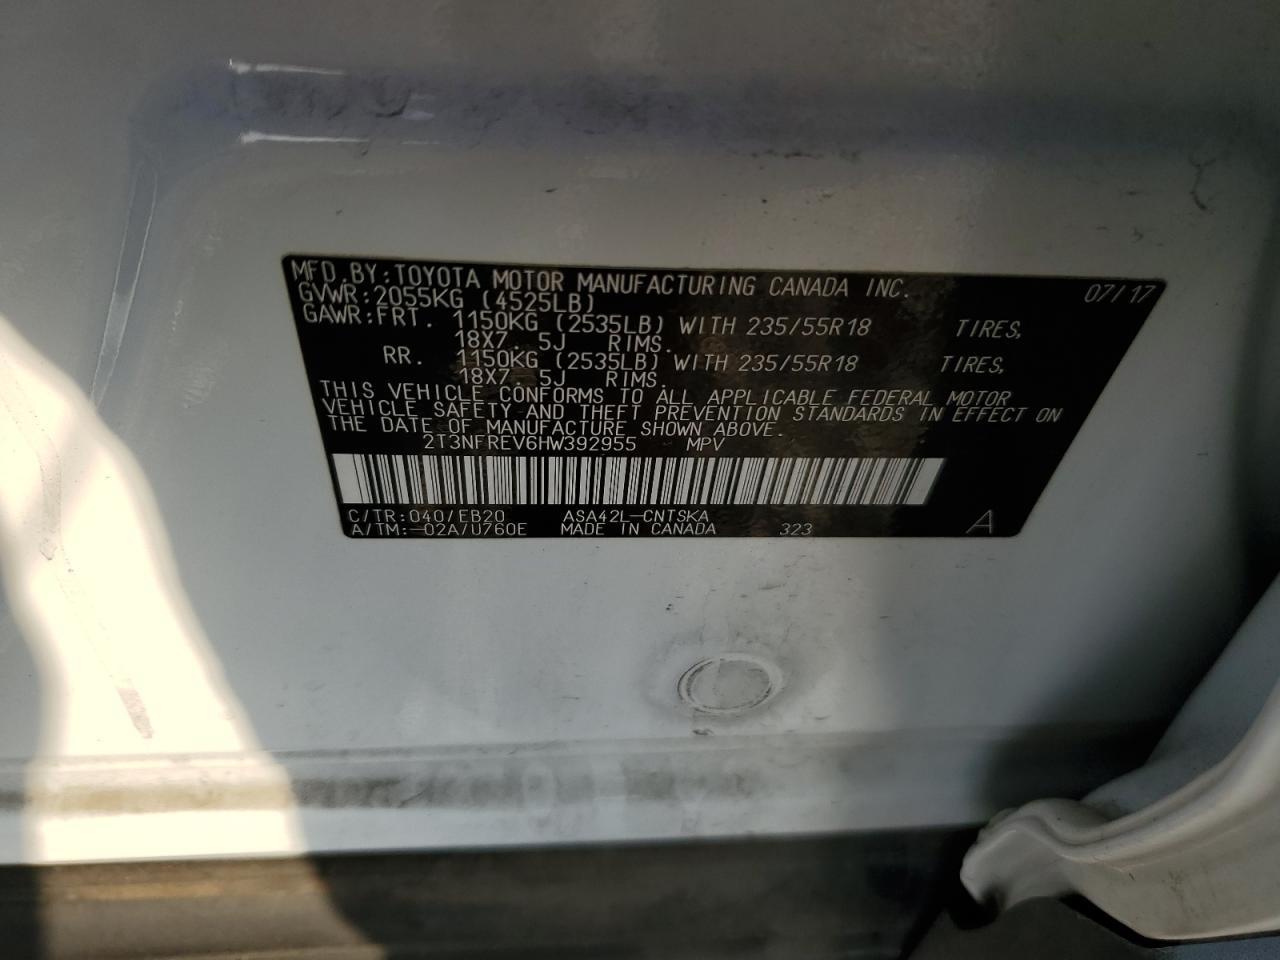 MFD. BY: TOYOTA MOTOR MANUFACTURING CANADA INC. 07/17
GVWR: 2055KG (4525LB)
GAWR: FRT. 1150KG (2535LB) WITH 235/55R18 TIRES,
18X7. 5J RIMS.
RR. 1150KG (2535LB) WITH 235/55R18 TIRES,
18X7. 5J RIMS.
THIS VEHICLE CONFORMS TO ALL APPLICABLE FEDERAL MOTOR
VEHICLE SAFETY AND THEFT PREVENTION STANDARDS IN EFFECT ON
THE DATE OF MANUFACTURE SHOWN ABOVE.
2T3NFREV6HW392955 MPV
C/TR: 040/EB20 ASA42L-CNTSKA
A/TM: -02A/U760E MADE IN CANADA 323 A